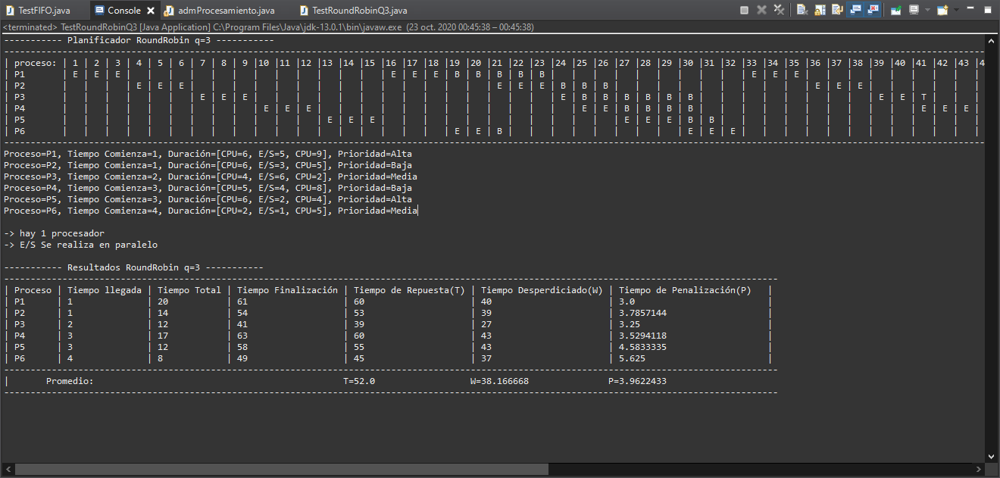 TestFIFO.java Console admProcesamiento.java TestRoundRobinQ3.java
<terminated> TestRoundRobinQ3 [Java Application] C:\Program Files\Java\jdk-13.0.1\bin\javaw.exe (23 oct. 2020 00:45:38 – 00:45:38)
----------- Planificador RoundRobin q=3 -----------
| proceso: | 1 | 2 | 3 | 4 | 5 | 6 | 7 | 8 | 9 |10 |11 |12 |13 |14 |15 |16 |17 |18 |19 |20 |21 |22 |23 |24 |25 |26 |27 |28 |29 |30 |31 |32 |33 |34 |35 |36 |37 |38 |39 |40 |41 |42 |43 |4
| P1       | E | E | E |   |   |   |   |   |   |   |   |   |   |   |   | E | E | E | B | B | B | B | B |   |   |   |   |   |   |   |   |   | E | E | E |   |   |   |   |   |   |   |   |
| P2       |   |   |   | E | E | E |   |   |   |   |   |   |   |   |   |   |   |   |   |   | E | E | E | B | B | B |   |   |   |   |   |   |   |   |   | E | E | E |   |   |   |   |   |
| P3       |   |   |   |   |   |   | E | E | E |   |   |   |   |   |   |   |   |   |   |   |   |   |   | E | B | B | B | B | B | B |   |   |   |   |   |   |   |   | E | E | T |   |   |
| P4       |   |   |   |   |   |   |   |   |   | E | E | E |   |   |   |   |   |   |   |   |   |   |   |   | E | E | B | B | B | B |   |   |   |   |   |   |   |   |   |   | E | E | E |
| P5       |   |   |   |   |   |   |   |   |   |   |   |   | E | E | E |   |   |   |   |   |   |   |   |   |   |   | E | E | E | B | B |   |   |   |   |   |   |   |   |   |   |   |   |
| P6       |   |   |   |   |   |   |   |   |   |   |   |   |   |   |   |   |   |   | E | E | B |   |   |   |   |   |   |   |   | E | E | E |   |   |   |   |   |   |   |   |   |   |   |
Proceso=P1, Tiempo Comienza=1, Duración=[CPU=6, E/S=5, CPU=9], Prioridad=Alta
Proceso=P2, Tiempo Comienza=1, Duración=[CPU=6, E/S=3, CPU=5], Prioridad=Baja
Proceso=P3, Tiempo Comienza=2, Duración=[CPU=4, E/S=6, CPU=2], Prioridad=Media
Proceso=P4, Tiempo Comienza=3, Duración=[CPU=5, E/S=4, CPU=8], Prioridad=Baja
Proceso=P5, Tiempo Comienza=3, Duración=[CPU=6, E/S=2, CPU=4], Prioridad=Alta
Proceso=P6, Tiempo Comienza=4, Duración=[CPU=2, E/S=1, CPU=5], Prioridad=Media
-> hay 1 procesador
-> E/S Se realiza en paralelo
----------- Resultados RoundRobin q=3 -----------
| Proceso | Tiempo llegada | Tiempo Total | Tiempo Finalización | Tiempo de Repuesta(T) | Tiempo Desperdiciado(W) | Tiempo de Penalización(P) |
| P1 | 1 | 20 | 61 | 60 | 40 | 3.0 |
| P2 | 1 | 14 | 54 | 53 | 39 | 3.7857144 |
| P3 | 2 | 12 | 41 | 39 | 27 | 3.25 |
| P4 | 3 | 17 | 63 | 60 | 43 | 3.5294118 |
| P5 | 3 | 12 | 58 | 55 | 43 | 4.5833335 |
| P6 | 4 | 8 | 49 | 45 | 37 | 5.625 |
| Promedio: T=52.0 W=38.166668 P=3.9622433